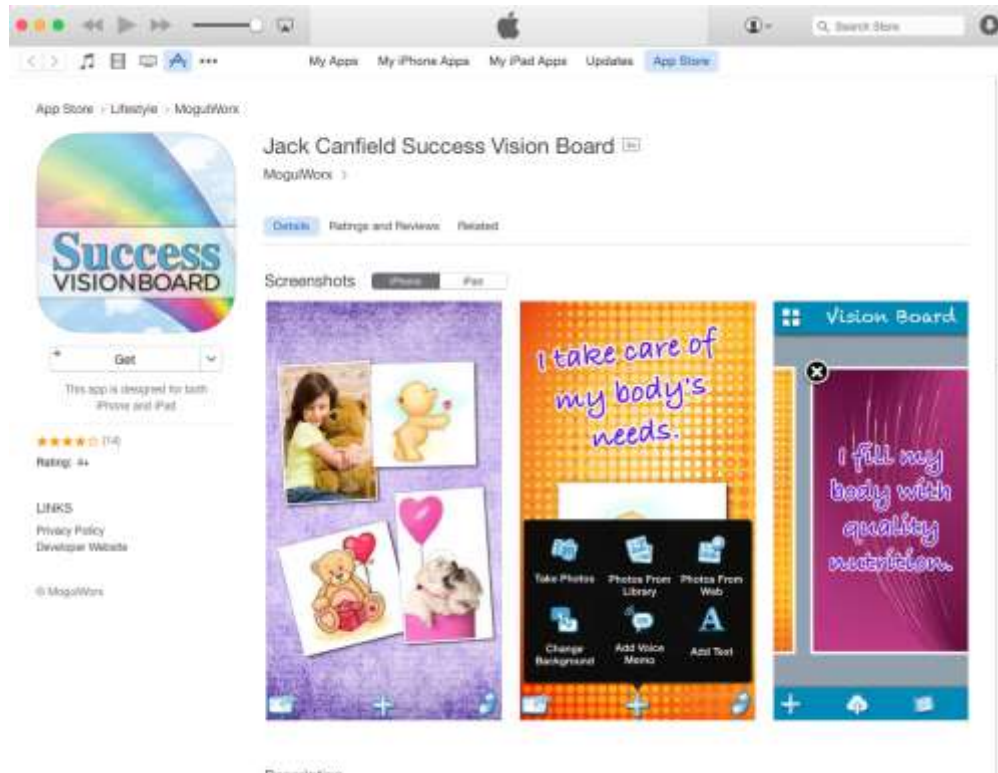 Search Store
My Apps My iPhone Apps My iPad Apps Updates App Store
App Store > Lifestyle > MogulWorx
Success
VISIONBOARD
Jack Canfield Success Vision Board
MogulWorx >
Details Ratings and Reviews Related
Screenshots iPhone iPad
Get
This app is designed for both
iPhone and iPad
(14)
Rating: 4+
LINKS
Privacy Policy
Developer Website
© MogulWorx
I take care of
my body's
needs.
Take Photos
Photos From
Library
Photos From
Web
Change
Background
Add Voice
Memo
A
Add Text
Vision Board
I fill my
body with
quality
nutrition.